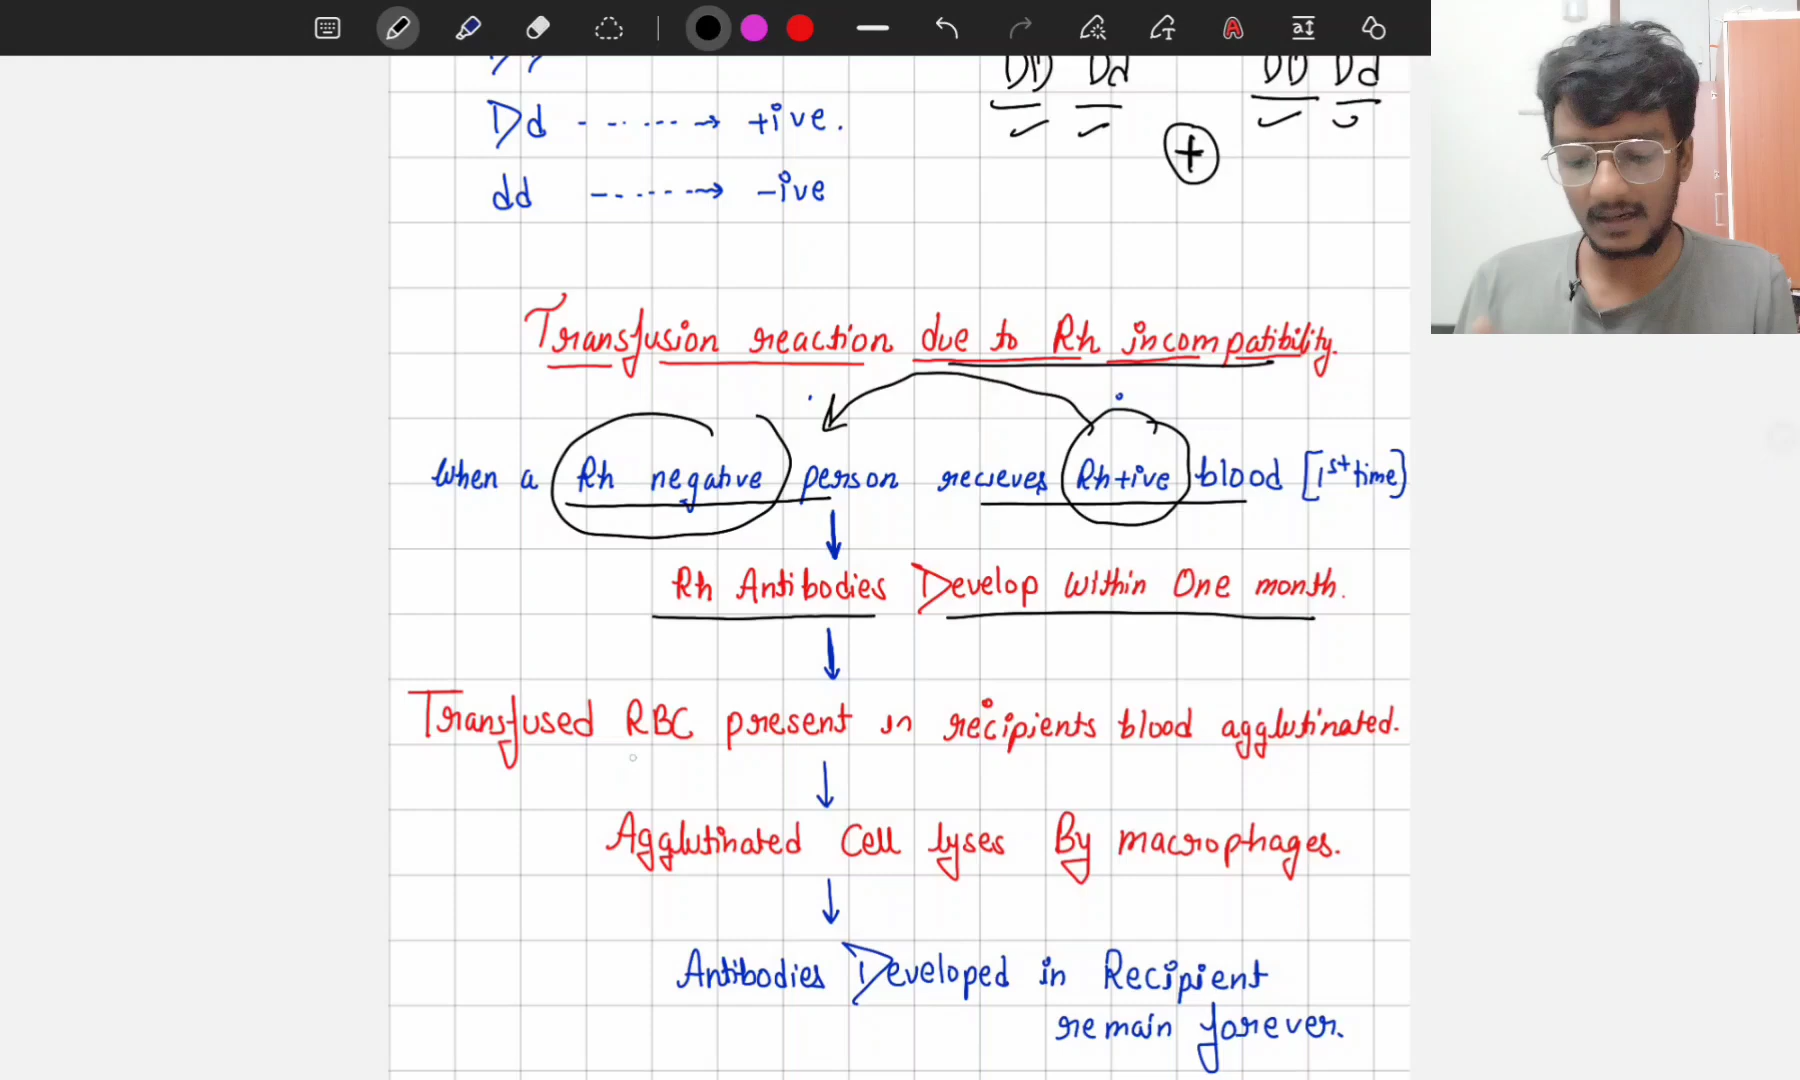 DD Dd DD Dd
Dd -----→ +ive.
+
dd -----→ -ive
Transfusion reaction due to Rh incompatibility.
When a Rh negative person recieves Rh+ive blood [1st time]
↓
Rh Antibodies Develop within One month.
↓
Transfused RBC present in recipients blood agglutinated.
↓
Agglutinated Cell lyses By macrophages.
↓
Antibodies Developed in Recipient
remain forever.